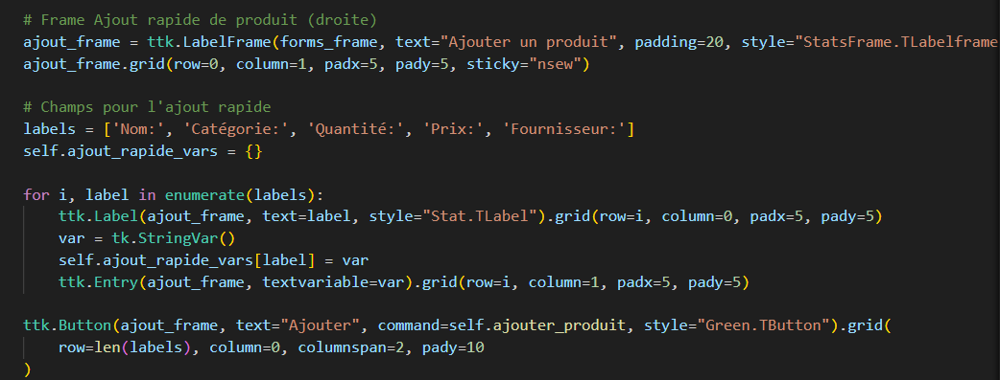 # Frame Ajout rapide de produit (droite)
ajout_frame = ttk.LabelFrame(forms_frame, text="Ajouter un produit", padding=20, style="StatsFrame.TLabelframe
ajout_frame.grid(row=0, column=1, padx=5, pady=5, sticky="nsew")
# Champs pour l'ajout rapide
labels = ['Nom:', 'Catégorie:', 'Quantité:', 'Prix:', 'Fournisseur:']
self.ajout_rapide_vars = {}
for i, label in enumerate(labels):
    ttk.Label(ajout_frame, text=label, style="Stat.TLabel").grid(row=i, column=0, padx=5, pady=5)
    var = tk.StringVar()
    self.ajout_rapide_vars[label] = var
    ttk.Entry(ajout_frame, textvariable=var).grid(row=i, column=1, padx=5, pady=5)
ttk.Button(ajout_frame, text="Ajouter", command=self.ajouter_produit, style="Green.TButton").grid(
    row=len(labels), column=0, columnspan=2, pady=10
)